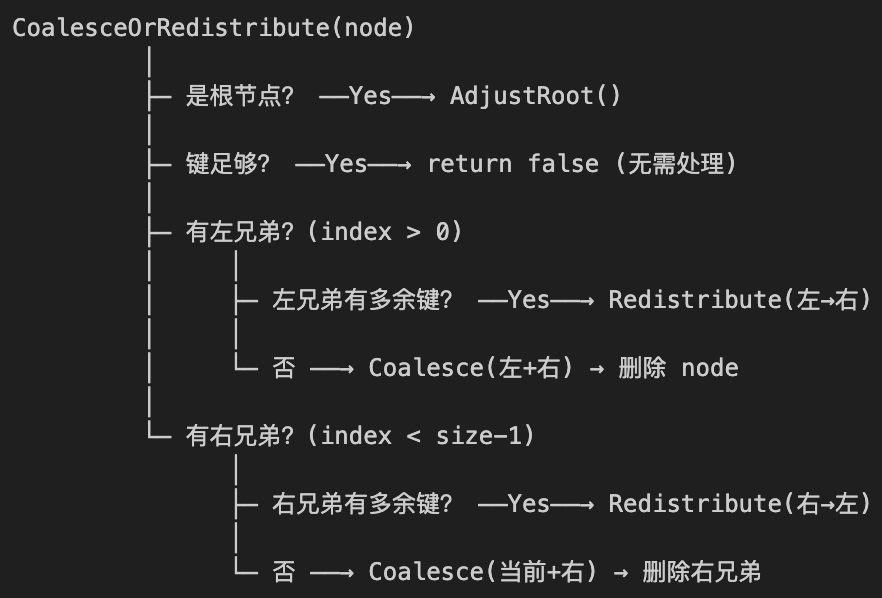 CoalesceOrRedistribute(node)
是根节点? ——Yes——→ AdjustRoot()
键足够? ——Yes——→ return false (无需处理)
有左兄弟? (index > 0)
左兄弟有多余键? ——Yes——→ Redistribute(左→右)
否 ——→ Coalesce(左+右) → 删除 node
有右兄弟? (index < size-1)
右兄弟有多余键? ——Yes——→ Redistribute(右→左)
否 ——→ Coalesce(当前+右) → 删除右兄弟